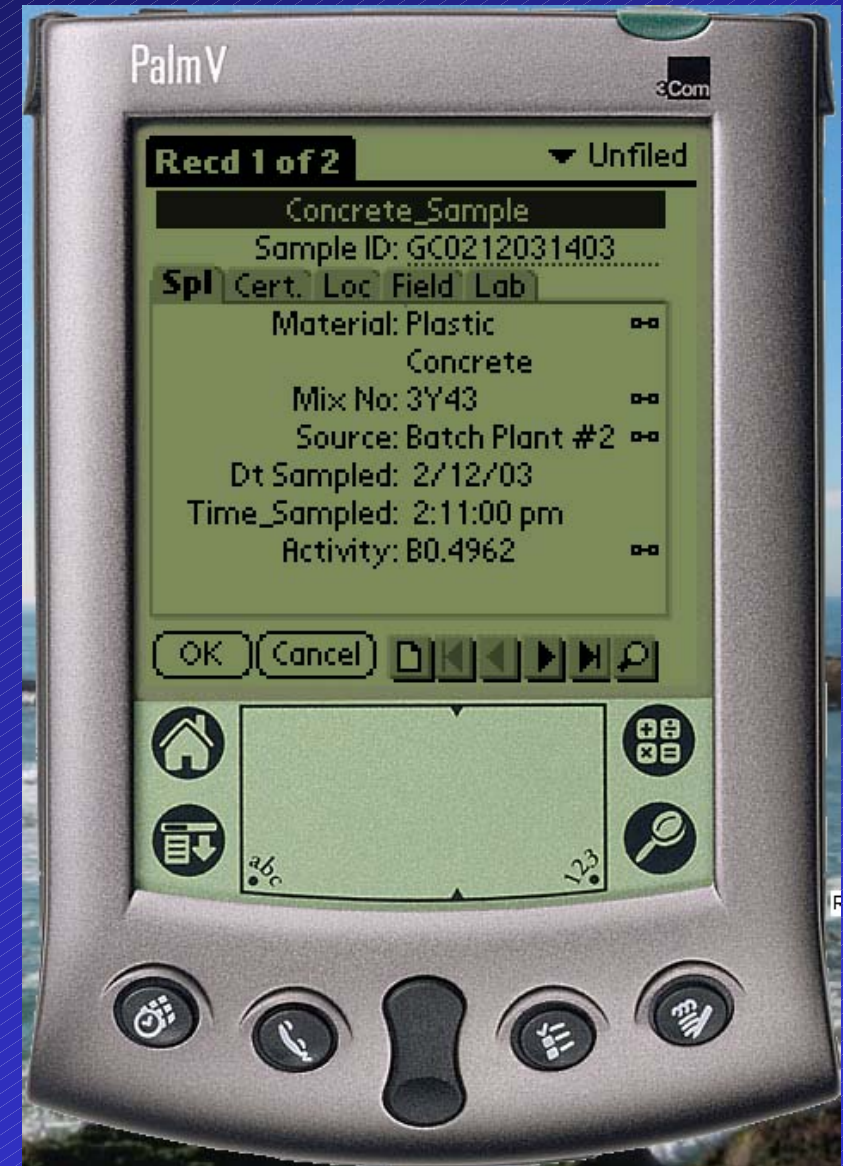 PalmV
3Com
Recd 1 of 2
Unfiled
Concrete_Sample
Sample ID: GC0212031403
Spl Cert. Loc Field Lab
Material: Plastic
Concrete
Mix No: 3Y43
Source: Batch Plant #2
Dt Sampled: 2/12/03
Time_Sampled: 2:11:00 pm
Activity: B0.4962
OK Cancel
abc
123
R